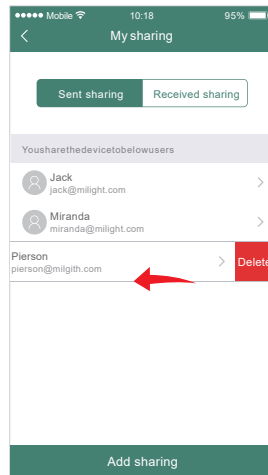 Mobile 10:18 95%
My sharing
Sent sharing Received sharing
Yousharethedevicetobelowusers
Jack
jack@milight.com
Miranda
miranda@milight.com
Pierson
pierson@milgith.com
Delete
Add sharing